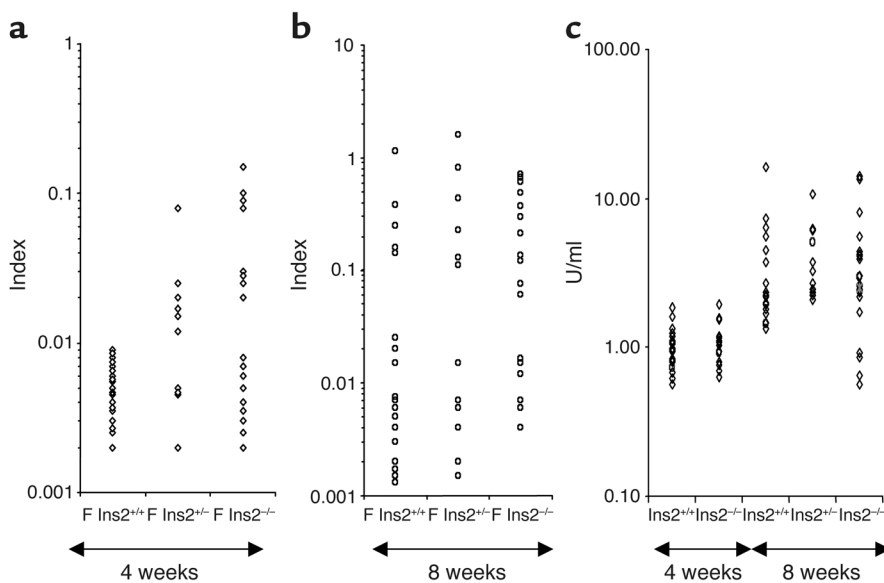 a
1
0.1
0.01
0.001
Index
F Ins2+/+ F Ins2+/– F Ins2–/–
4 weeks
b
10
1
0.1
0.01
0.001
Index
F Ins2+/+ F Ins2+/– F Ins2–/–
8 weeks
c
100.00
10.00
1.00
0.10
U/ml
Ins2+/+ Ins2–/– Ins2+/+ Ins2+/– Ins2–/–
4 weeks 8 weeks